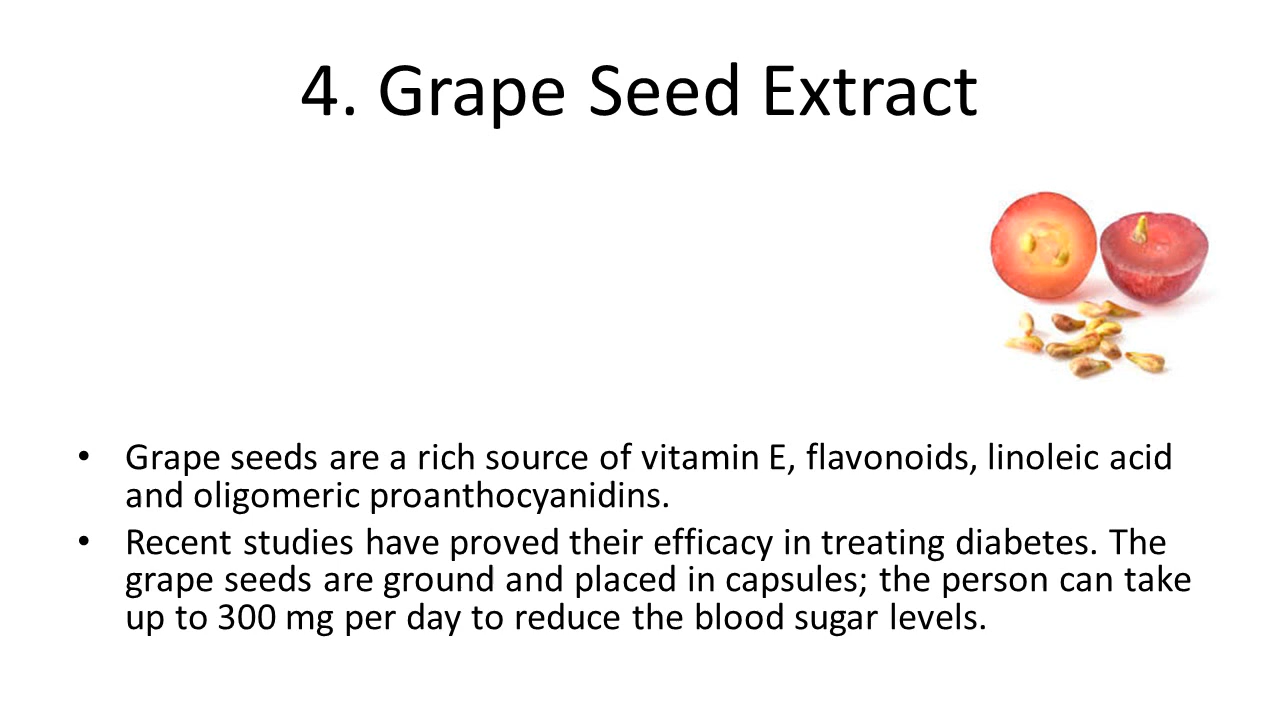 4. Grape Seed Extract
• Grape seeds are a rich source of vitamin E, flavonoids, linoleic acid
and oligomeric proanthocyanidins.
• Recent studies have proved their efficacy in treating diabetes. The
grape seeds are ground and placed in capsules; the person can take
up to 300 mg per day to reduce the blood sugar levels.